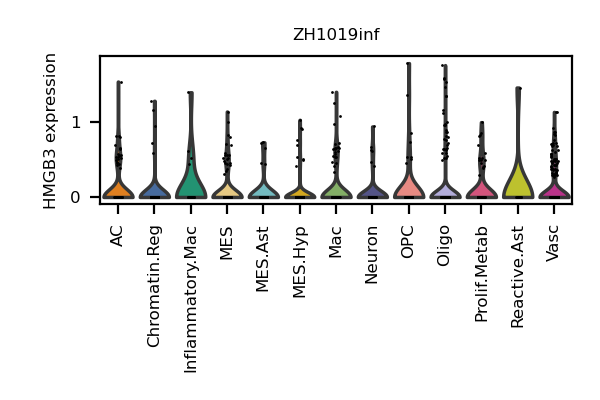 ZH1019inf
HMGB3 expression
1
0
AC
Chromatin.Reg
Inflammatory.Mac
MES
MES.Ast
MES.Hyp
Mac
Neuron
OPC
Oligo
Prolif.Metab
Reactive.Ast
Vasc